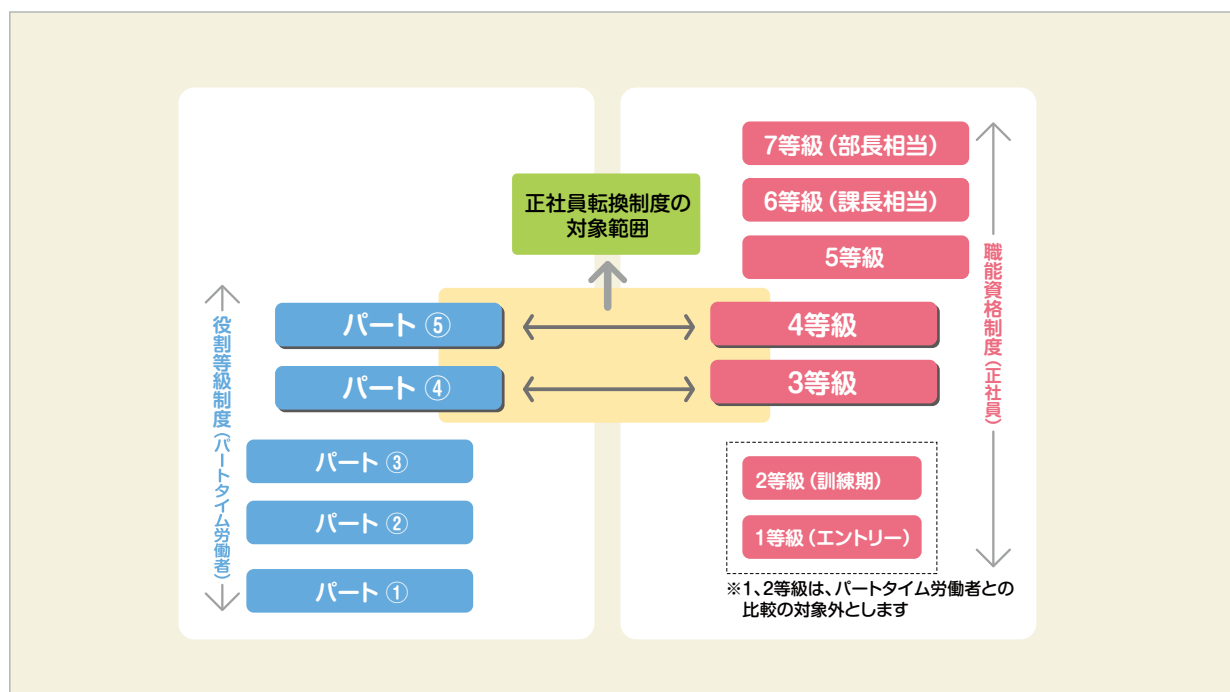 正社員転換制度の
対象範囲
役割等級制度(パートタイム労働者)
パート ⑤
パート ④
パート ③
パート ②
パート ①
7等級(部長相当)
6等級(課長相当)
5等級
4等級
3等級
2等級(訓練期)
1等級(エントリー)
※1、2等級は、パートタイム労働者との
比較の対象外とします
職能資格制度(正社員)